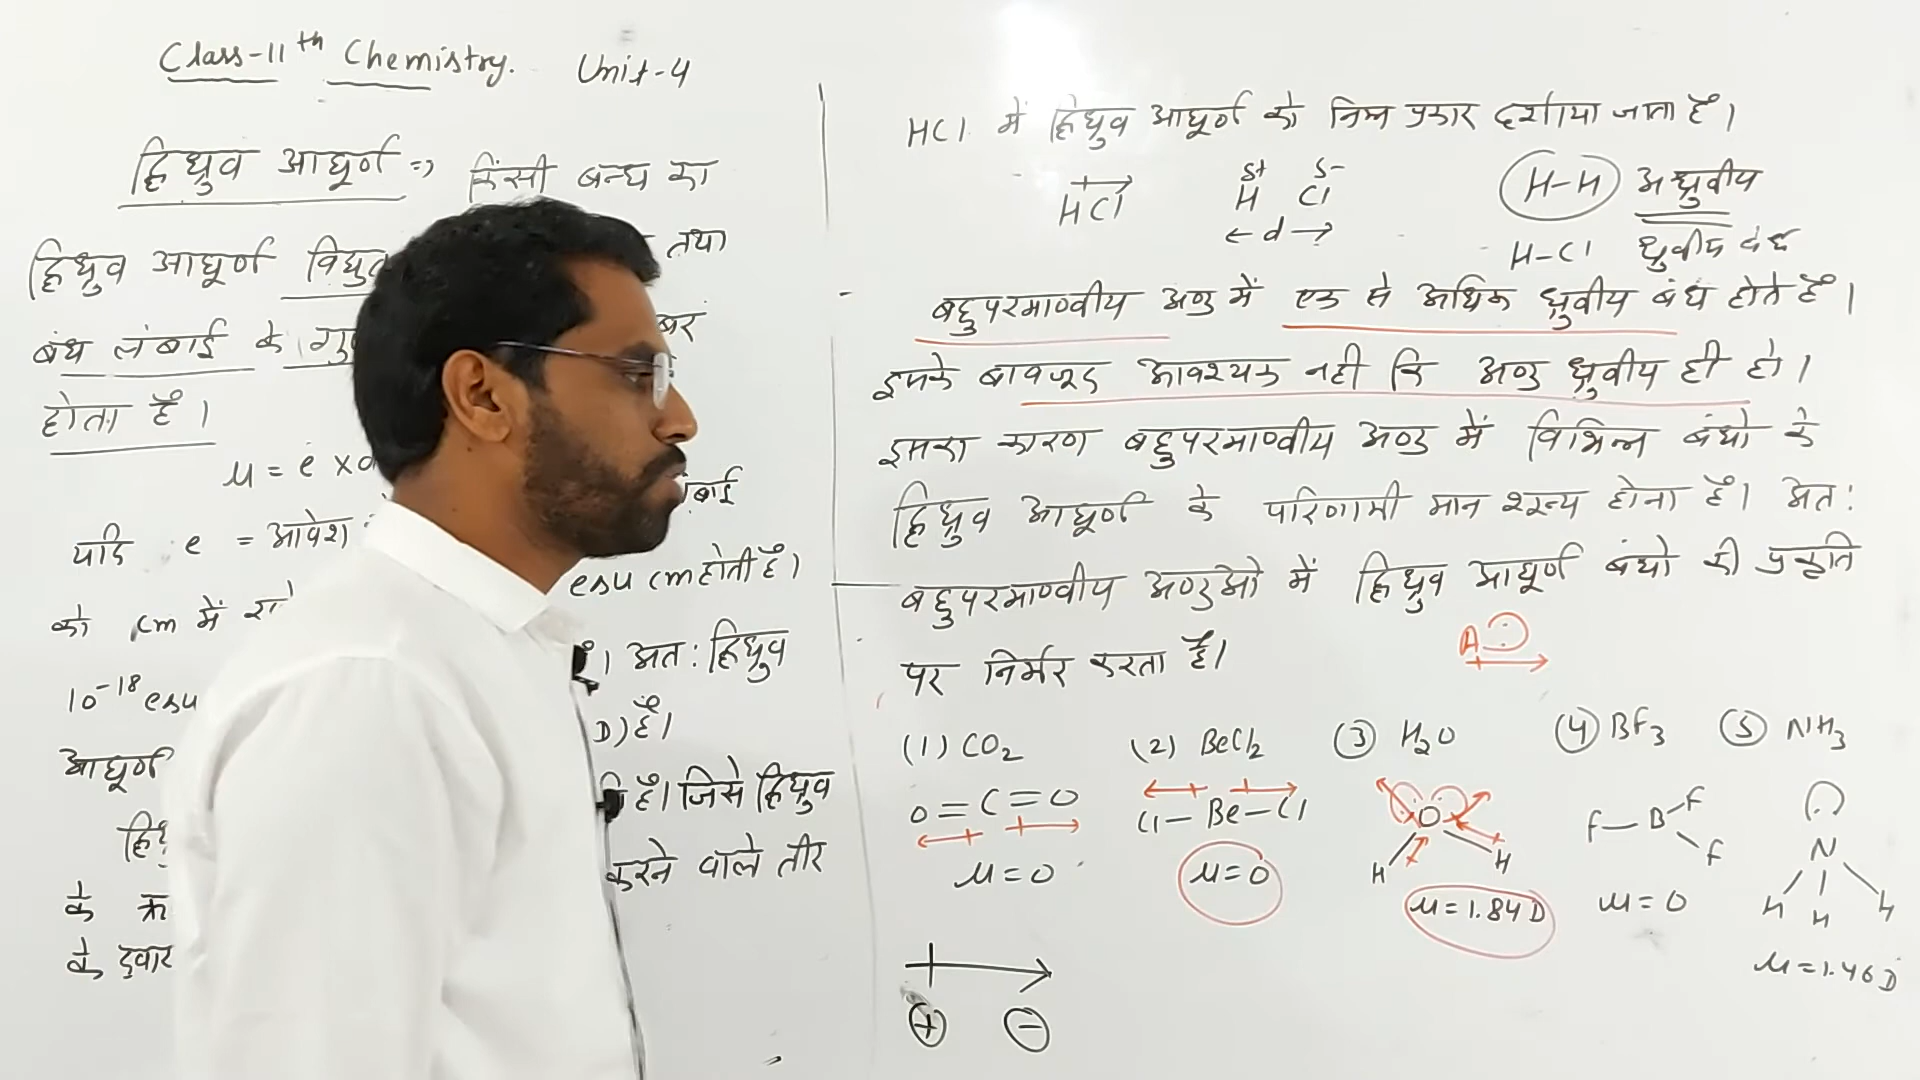 Class-11th Chemistry. Unit-4
द्विध्रुव आघूर्ण => किसी बन्ध का
द्विध्रुव आघूर्ण विद्युत तथा
बंध लंबाई के
होता है।
μ = e ×
यदि e = आवेश
को cm में esu cm होती है।
10⁻¹⁸ esu अत: द्विध्रुव
आघूर्ण D) है।
है। जिसे द्विध्रुव
के करने वाले तीर
के द्वार
HCl में द्विध्रुव आघूर्ण को निम्न प्रकार दर्शाया जाता है।
HCl
δ+ δ-
H Cl
← d →
H-H अध्रुवीय
H-Cl ध्रुवीय बंध
बहुपरमाण्वीय अणु में एक से अधिक ध्रुवीय बंध होते हैं।
इसके बावजूद आवश्यक नही कि अणु ध्रुवीय ही हो।
इसका कारण बहुपरमाण्वीय अणु में विभिन्न बंधो के
द्विध्रुव आघूर्ण के परिणामी मान शून्य होना है। अत:
बहुपरमाण्वीय अणुओ में द्विध्रुव आघूर्ण बंधो की प्रकृति
पर निर्भर करता है।
A
(1) CO₂ (2) BeCl₂ (3) H₂O (4) BF₃ (5) NH₃
O=C=O
μ=0
Cl-Be-Cl
μ=0
O
H H
μ=1.84 D
F-B F
F
μ=0
N
H H H
μ=1.46 D
+ -